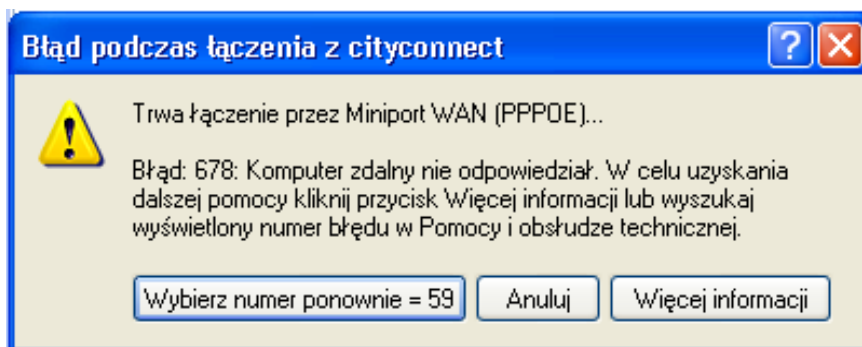 Błąd podczas łączenia z cityconnect
Trwa łączenie przez Miniport WAN (PPPOE)...
Błąd: 678: Komputer zdalny nie odpowiedział. W celu uzyskania
dalszej pomocy kliknij przycisk Więcej informacji lub wyszukaj
wyświetlony numer błędu w Pomocy i obsłudze technicznej.
Wybierz numer ponownie = 59
Anuluj
Więcej informacji